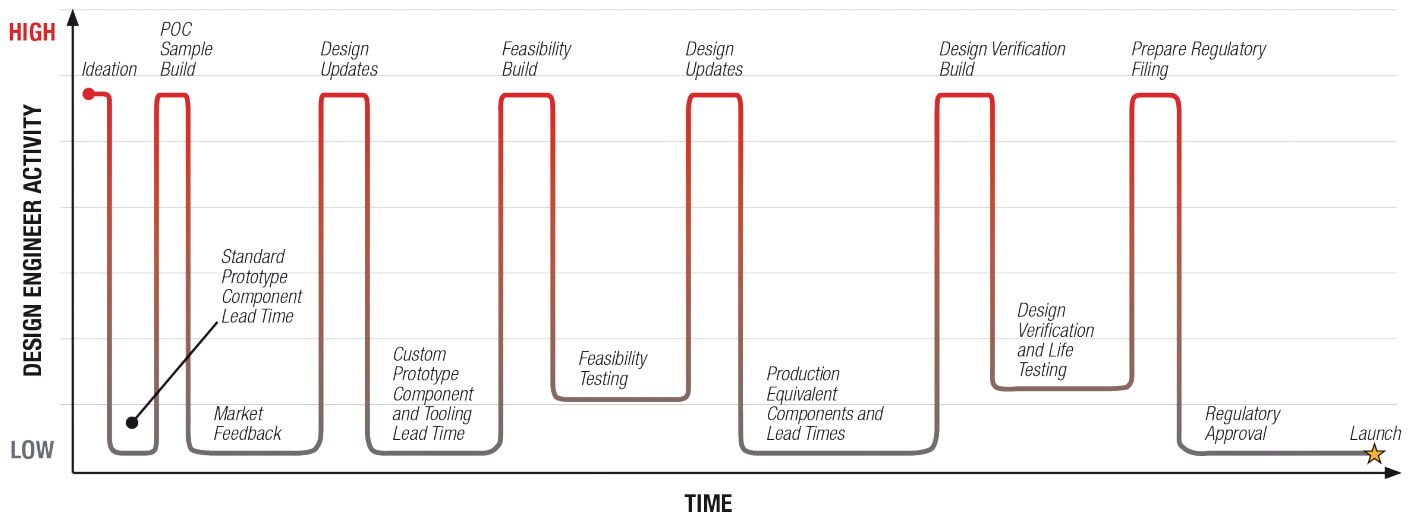 HIGH
DESIGN ENGINEER ACTIVITY
LOW
Ideation
POC
Sample
Build
Design
Updates
Feasibility
Build
Design
Updates
Design Verification
Build
Prepare Regulatory
Filing
Standard
Prototype
Component
Lead Time
Market
Feedback
Custom
Prototype
Component
and Tooling
Lead Time
Feasibility
Testing
Production
Equivalent
Components and
Lead Times
Design
Verification
and Life
Testing
Regulatory
Approval
Launch
TIME